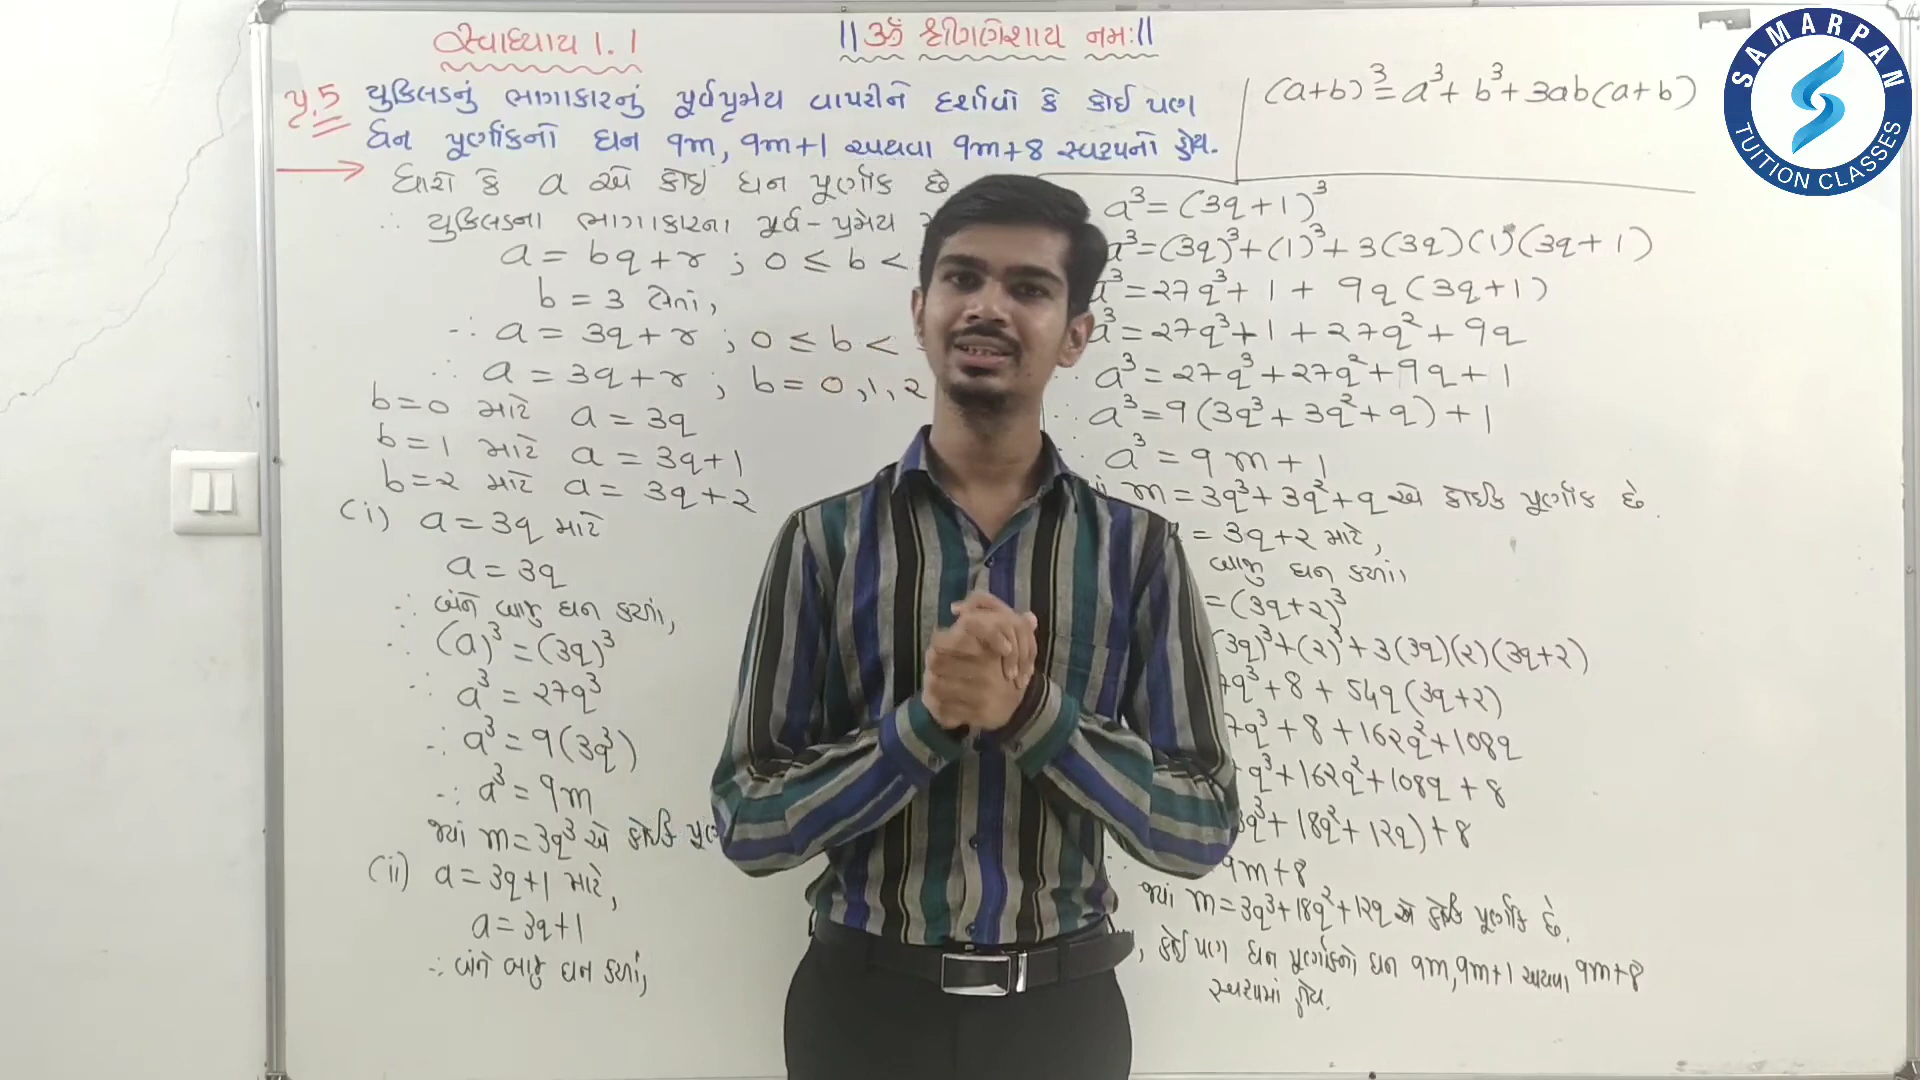 સ્વાધ્યાય 1.1
|| ૐ શ્રી ગણેશાય નમઃ ||
પ્ર.5 યુક્લિડનું ભાગાકારનું પૂર્વપ્રમેય વાપરીને દર્શાવો કે કોઈ પણ
ધન પૂર્ણાંકનો ઘન 9m, 9m+1 અથવા 9m+8 સ્વરૂપનો હોય.
(a+b)³ = a³ + b³ + 3ab(a+b)
SAMARPAN
TUITION CLASSES
→ ધારો કે a એ કોઈ ધન પૂર્ણાંક છે
∴ યુક્લિડના ભાગાકારના પૂર્વ-પ્રમેય
a = bq + r ; 0 ≤ b <
b = 3 લેતાં,
∴ a = 3q + r ; 0 ≤ b <
∴ a = 3q + r ; b = 0, 1, 2
b = 0 માટે a = 3q
b = 1 માટે a = 3q+1
b = 2 માટે a = 3q+2
(i) a = 3q માટે
a = 3q
∴ બંને બાજુ ઘન કરતાં,
∴ (a)³ = (3q)³
∴ a³ = 27q³
∴ a³ = 9(3q³)
∴ a³ = 9m
જ્યાં m = 3q³ એ કોઈક
(ii) a = 3q+1 માટે,
a = 3q+1
∴ બંને બાજુ ઘન કરતાં,
a³ = (3q+1)³
a³ = (3q)³ + (1)³ + 3(3q)(1)(3q+1)
a³ = 27q³ + 1 + 9q(3q+1)
a³ = 27q³ + 1 + 27q² + 9q
∴ a³ = 27q³ + 27q² + 9q + 1
∴ a³ = 9(3q³ + 3q² + q) + 1
∴ a³ = 9m + 1
m = 3q³ + 3q² + q એ કોઈક પૂર્ણાંક છે.
= 3q+2 માટે,
બાજુ ઘન કરતાં,
= (3q+2)³
3q)³ + (2)³ + 3(3q)(2)(3q+2)
7q³ + 8 + 54q(3q+2)
7q³ + 8 + 162q² + 108q
q³ + 162q² + 108q + 8
3q³ + 18q² + 12q) + 8
9m + 8
જ્યાં m = 3q³ + 18q² + 12q એ કોઈક પૂર્ણાંક છે.
, કોઈ પણ ધન પૂર્ણાંકનો ઘન 9m, 9m+1 અથવા 9m+8
સ્વરૂપમાં હોય.